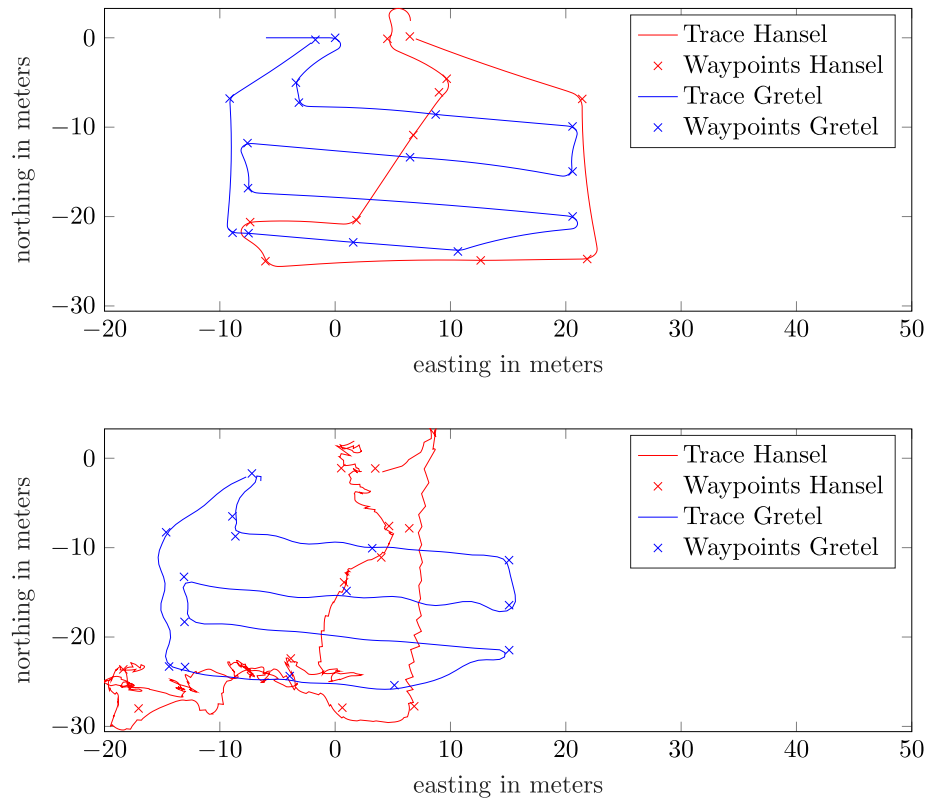 0
−10
−20
−30
−20
−10
0
10
20
30
40
50
northing in meters
easting in meters
Trace Hansel
Waypoints Hansel
Trace Gretel
Waypoints Gretel
0
−10
−20
−30
−20
−10
0
10
20
30
40
50
northing in meters
easting in meters
Trace Hansel
Waypoints Hansel
Trace Gretel
Waypoints Gretel